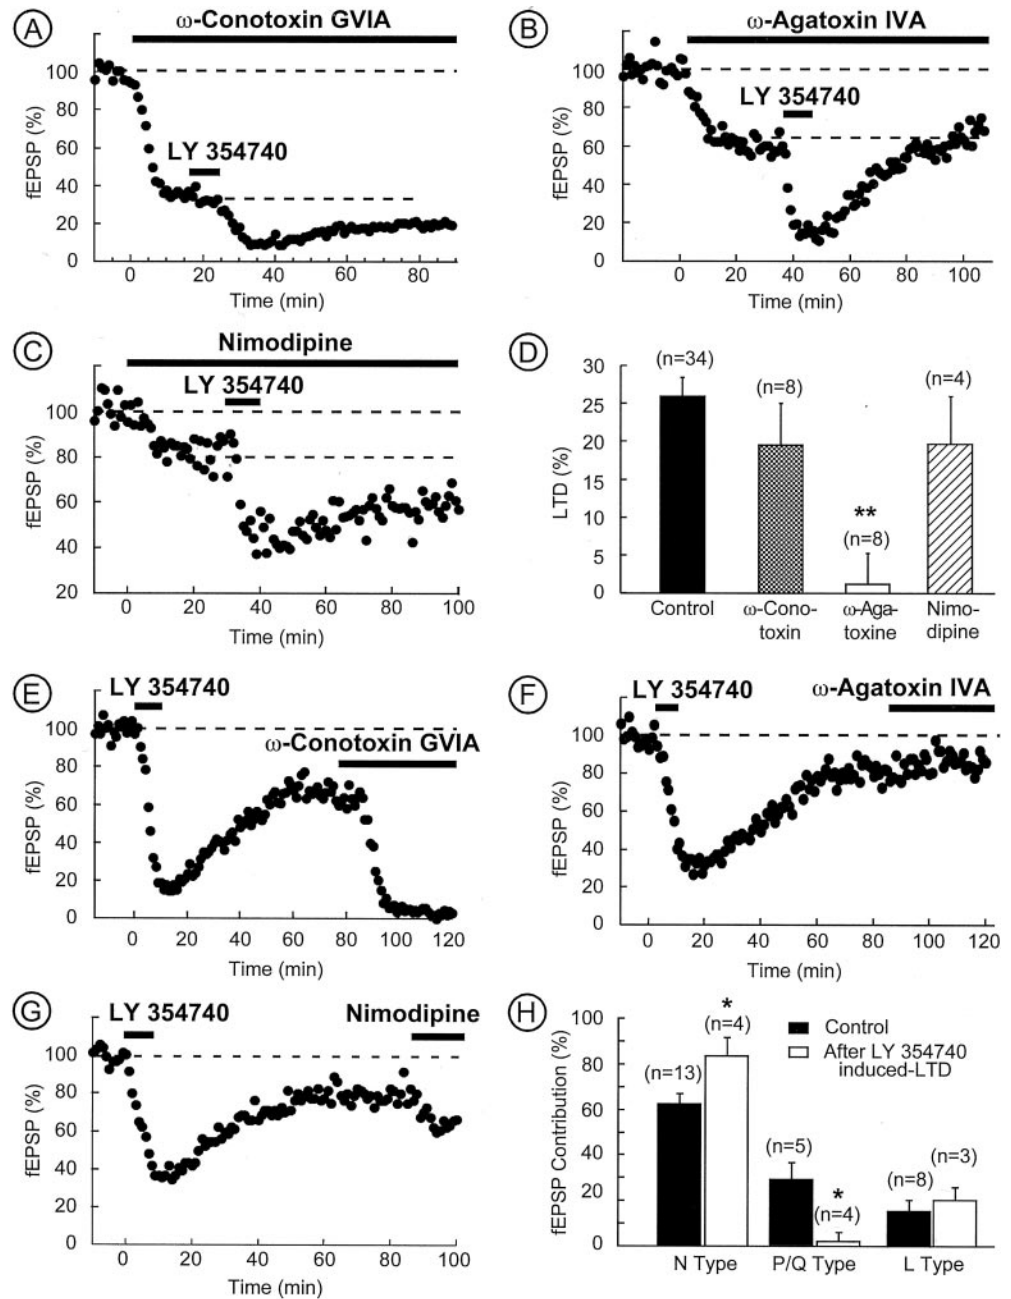 A
ω-Conotoxin GVIA
LY 354740
fEPSP (%)
100
80
60
40
20
0
0 20 40 60 80
Time (min)
B
ω-Agatoxin IVA
LY 354740
fEPSP (%)
100
80
60
40
20
0
0 20 40 60 80 100
Time (min)
C
Nimodipine
LY 354740
fEPSP (%)
100
80
60
40
20
0 20 40 60 80 100
Time (min)
D
LTD (%)
30
25
20
15
10
5
0
(n=34)
(n=8)
**
(n=8)
(n=4)
Control
ω-Cono-
toxin
ω-Aga-
toxine
Nimo-
dipine
E
LY 354740
ω-Conotoxin GVIA
fEPSP (%)
100
80
60
40
20
0
0 20 40 60 80 100 120
Time (min)
F
LY 354740
ω-Agatoxin IVA
fEPSP (%)
100
80
60
40
20
0
0 20 40 60 80 100 120
Time (min)
G
LY 354740
Nimodipine
fEPSP (%)
100
80
60
40
20
0
0 20 40 60 80 100
Time (min)
H
fEPSP Contribution (%)
100
80
60
40
20
0
Control
After LY 354740
induced-LTD
(n=13)
*
(n=4)
(n=5)
*
(n=4)
(n=8)
(n=3)
N Type
P/Q Type
L Type